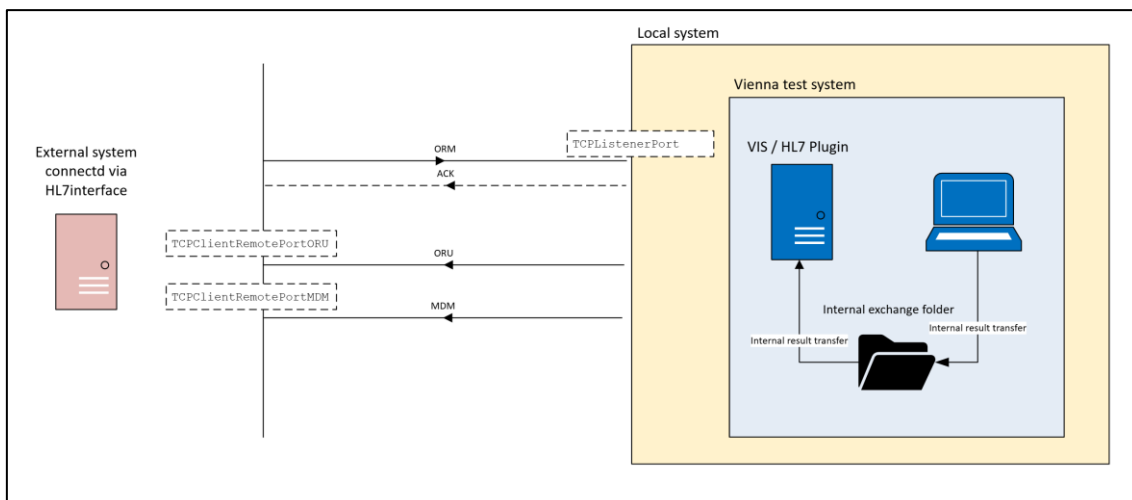 Local system
Vienna test system
External system
connectd via
HL7interface
ORM
TCPListenerPort
VIS / HL7 Plugin
ACK
TCPClientRemotePortORU
ORU
TCPClientRemotePortMDM
MDM
Internal exchange folder
Internal result transfer
Internal result transfer